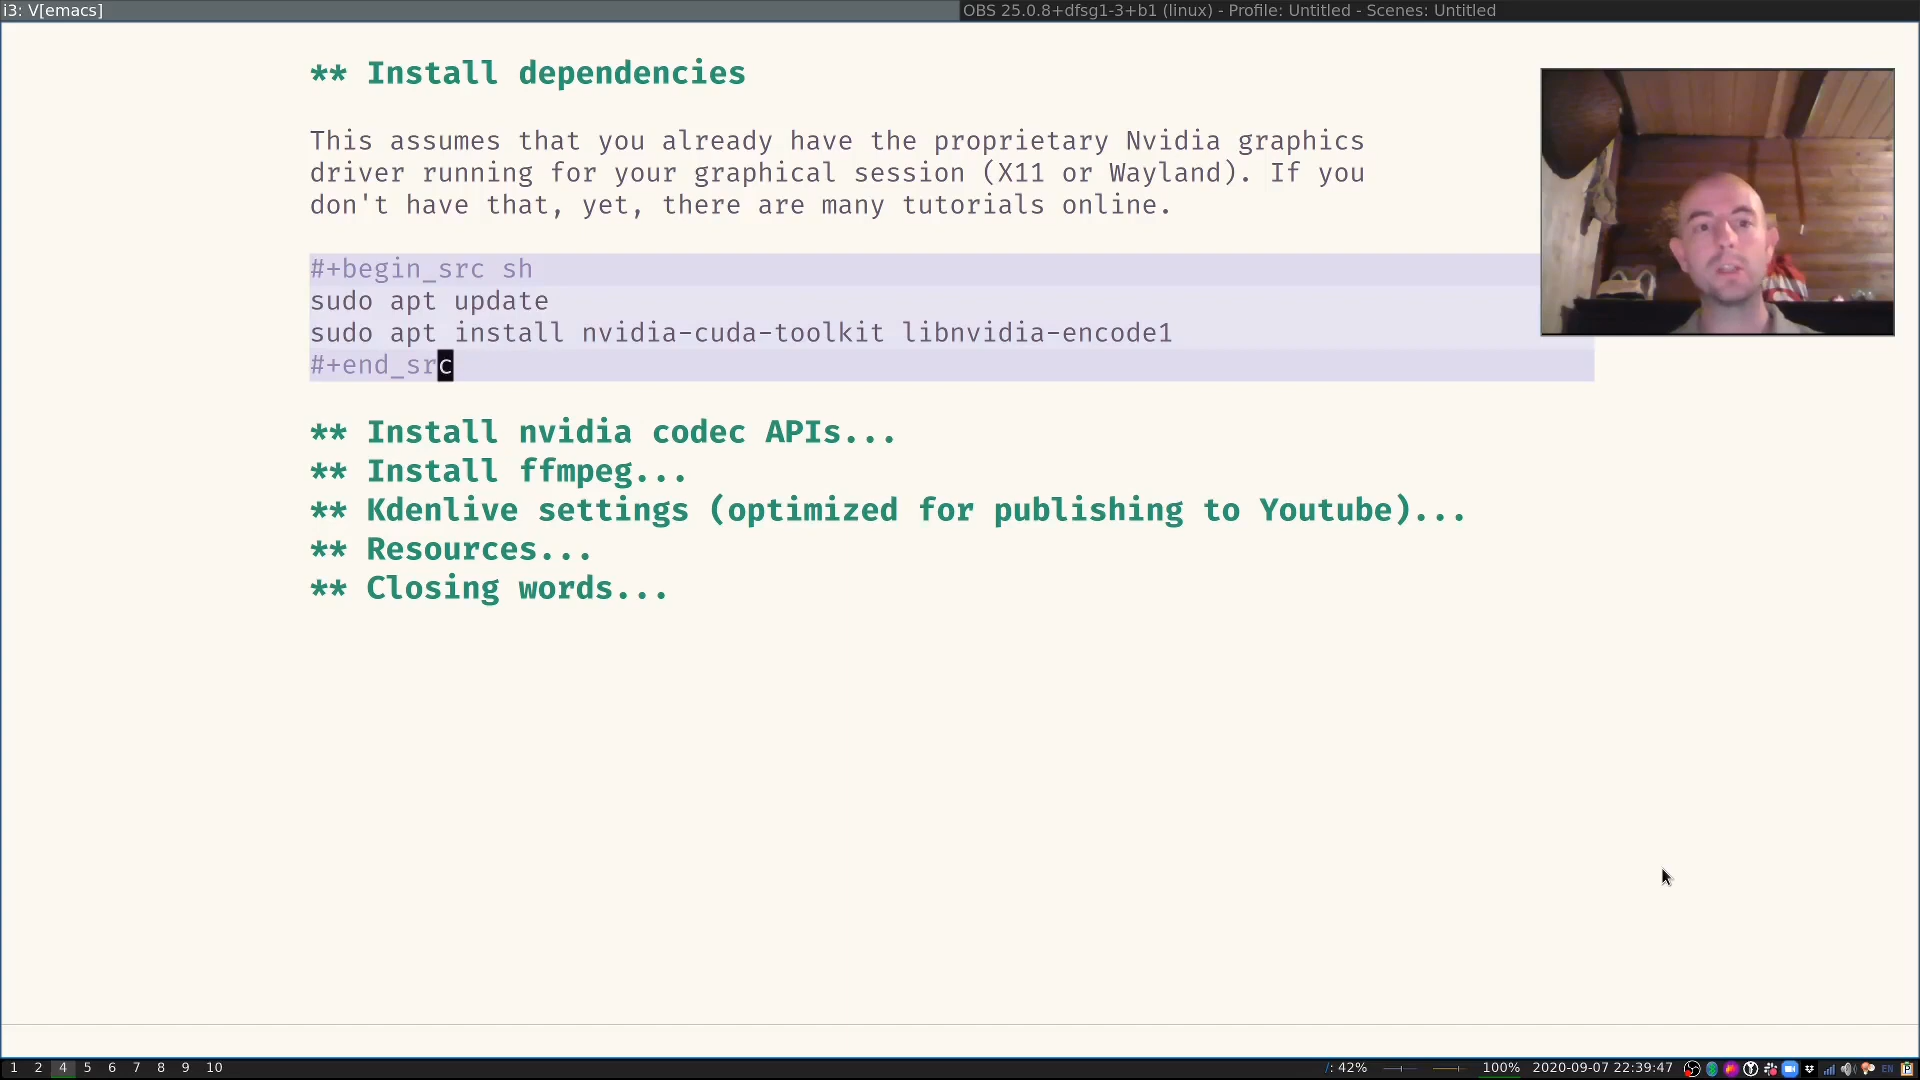 i3: V[emacs]
OBS 25.0.8+dfsg1-3+b1 (linux) - Profile: Untitled - Scenes: Untitled
** Install dependencies
This assumes that you already have the proprietary Nvidia graphics
driver running for your graphical session (X11 or Wayland). If you
don't have that, yet, there are many tutorials online.
#+begin_src sh
sudo apt update
sudo apt install nvidia-cuda-toolkit libnvidia-encode1
#+end_src
** Install nvidia codec APIs...
** Install ffmpeg...
** Kdenlive settings (optimized for publishing to Youtube)...
** Resources...
** Closing words...
1 2 4 5 6 7 8 9 10
/: 42% 100% 2020-09-07 22:39:47 EN